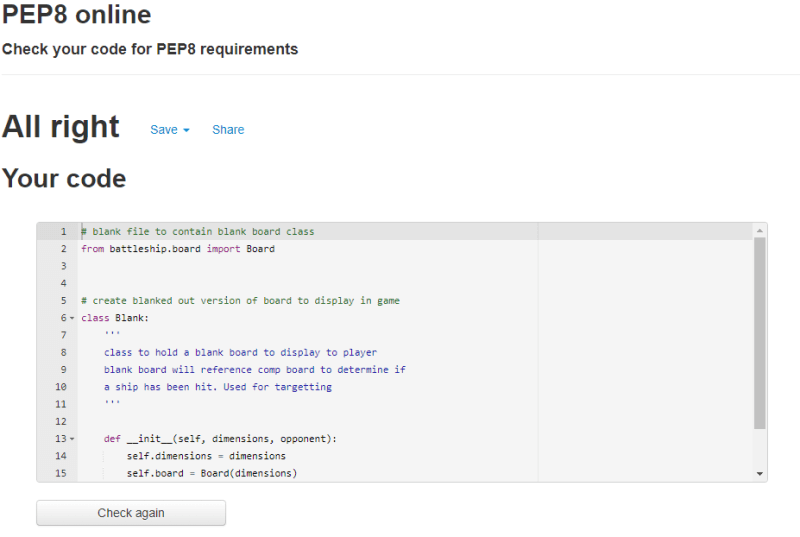 PEP8 online
Check your code for PEP8 requirements
All right Save Share
Your code
1 # blank file to contain blank board class
2 from battleship.board import Board
3
4
5 # create blanked out version of board to display in game
6 class Blank:
7 '''
8 class to hold a blank board to display to player
9 blank board will reference comp board to determine if
10 a ship has been hit. Used for targetting
11 '''
12
13 def __init__(self, dimensions, opponent):
14 self.dimensions = dimensions
15 self.board = Board(dimensions)
Check again